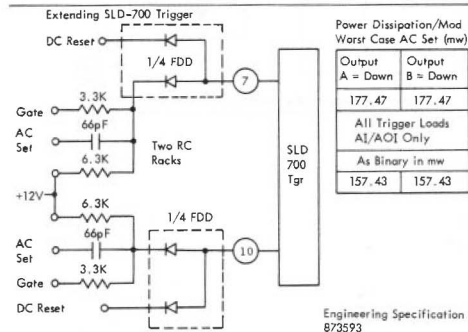 Extending SLD-700 Trigger
DC Reset
1/4 FDD
7
3.3K
Gate
66pF
AC
Set
Two RC
Racks
6.3K
+12V
6.3K
1/4 FDD
AC
Set
66pF
10
3.3K
Gate
DC Reset
SLD
700
Tgr
Power Dissipation/Mod
Worst Case AC Set (mw)
Output
A = Down
Output
B = Down
177.47
177.47
All Trigger Loads
AI/AOI Only
As Binary in mw
157.43
157.43
Engineering Specification
873593